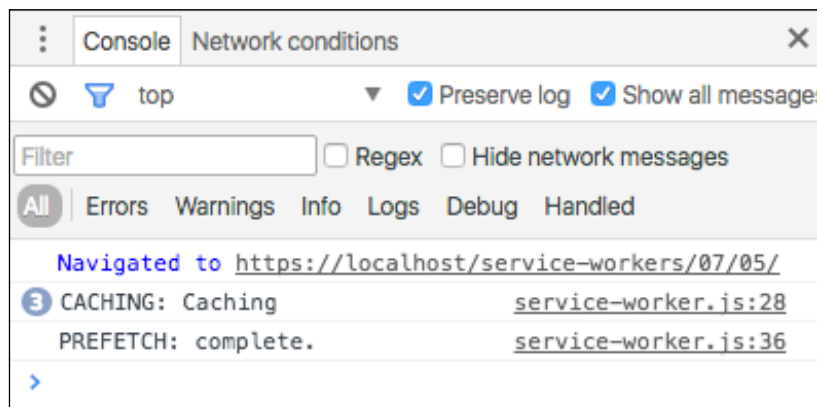 Console Network conditions
top Preserve log Show all messages
Filter Regex Hide network messages
All Errors Warnings Info Logs Debug Handled
Navigated to https://localhost/service-workers/07/05/
3 CACHING: Caching service-worker.js:28
PREFETCH: complete. service-worker.js:36
>